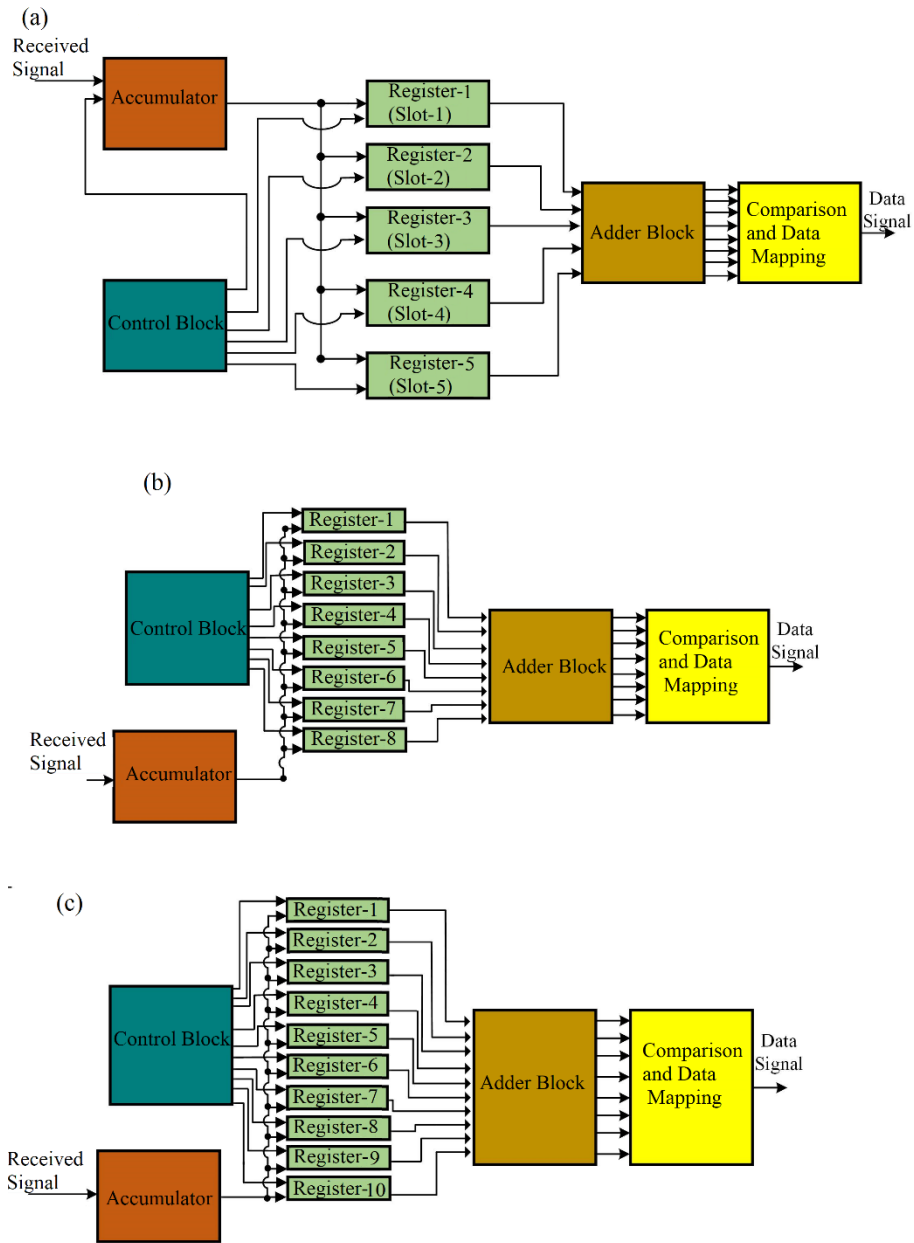 (a)
Received
Signal
Accumulator
Control Block
Register-1
(Slot-1)
Register-2
(Slot-2)
Register-3
(Slot-3)
Register-4
(Slot-4)
Register-5
(Slot-5)
Adder Block
Comparison
and Data
Mapping
Data
Signal
(b)
Control Block
Received
Signal
Accumulator
Register-1
Register-2
Register-3
Register-4
Register-5
Register-6
Register-7
Register-8
Adder Block
Comparison
and Data
Mapping
Data
Signal
(c)
Control Block
Received
Signal
Accumulator
Register-1
Register-2
Register-3
Register-4
Register-5
Register-6
Register-7
Register-8
Register-9
Register-10
Adder Block
Comparison
and Data
Mapping
Data
Signal